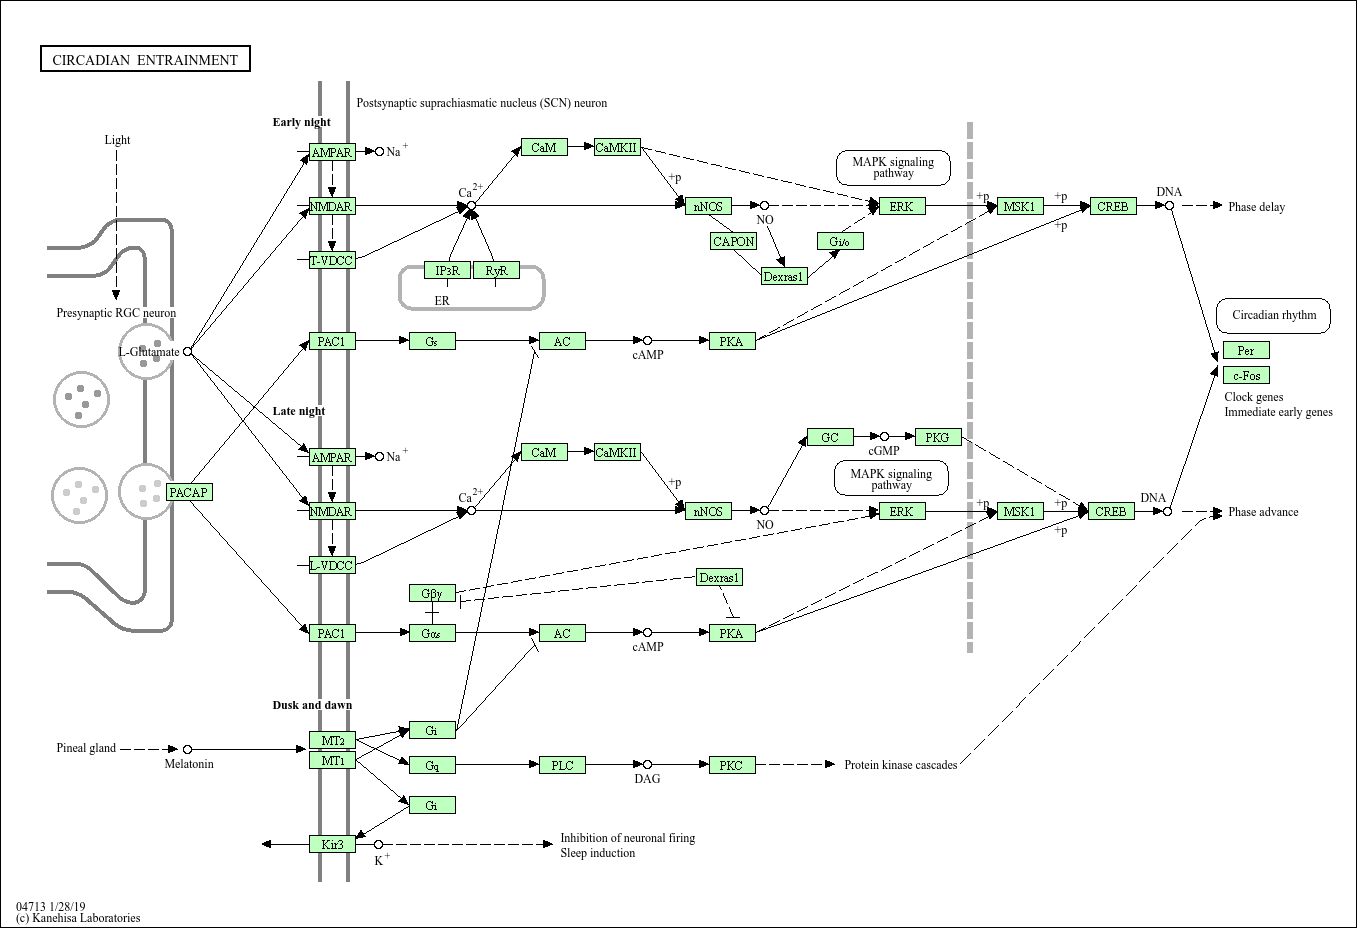 CIRCADIAN ENTRAINMENT
Postsynaptic suprachiasmatic nucleus (SCN) neuron
Early night
Light
AMPAR
Na+
CaM
CaMKII
MAPK signaling
pathway
+p
Ca2+
NMDAR
nNOS
NO
ERK
+p
MSK1
+p
CREB
DNA
Phase delay
+p
CAPON
Gi/o
T-VDCC
IP3R
RyR
Dexras1
ER
Presynaptic RGC neuron
Circadian rhythm
L-Glutamate
PAC1
Gs
AC
cAMP
PKA
Per
c-Fos
Clock genes
Immediate early genes
Late night
AMPAR
Na+
CaM
CaMKII
GC
cGMP
PKG
MAPK signaling
pathway
+p
PACAP
Ca2+
NMDAR
nNOS
NO
ERK
+p
MSK1
+p
CREB
DNA
Phase advance
+p
L-VDCC
Gβγ
Dexras1
PAC1
Gαs
AC
cAMP
PKA
Dusk and dawn
Pineal gland
Melatonin
MT2
MT1
Gi
Gq
PLC
DAG
PKC
Protein kinase cascades
Gi
Kir3
K+
Inhibition of neuronal firing
Sleep induction
04713 1/28/19
(c) Kanehisa Laboratories